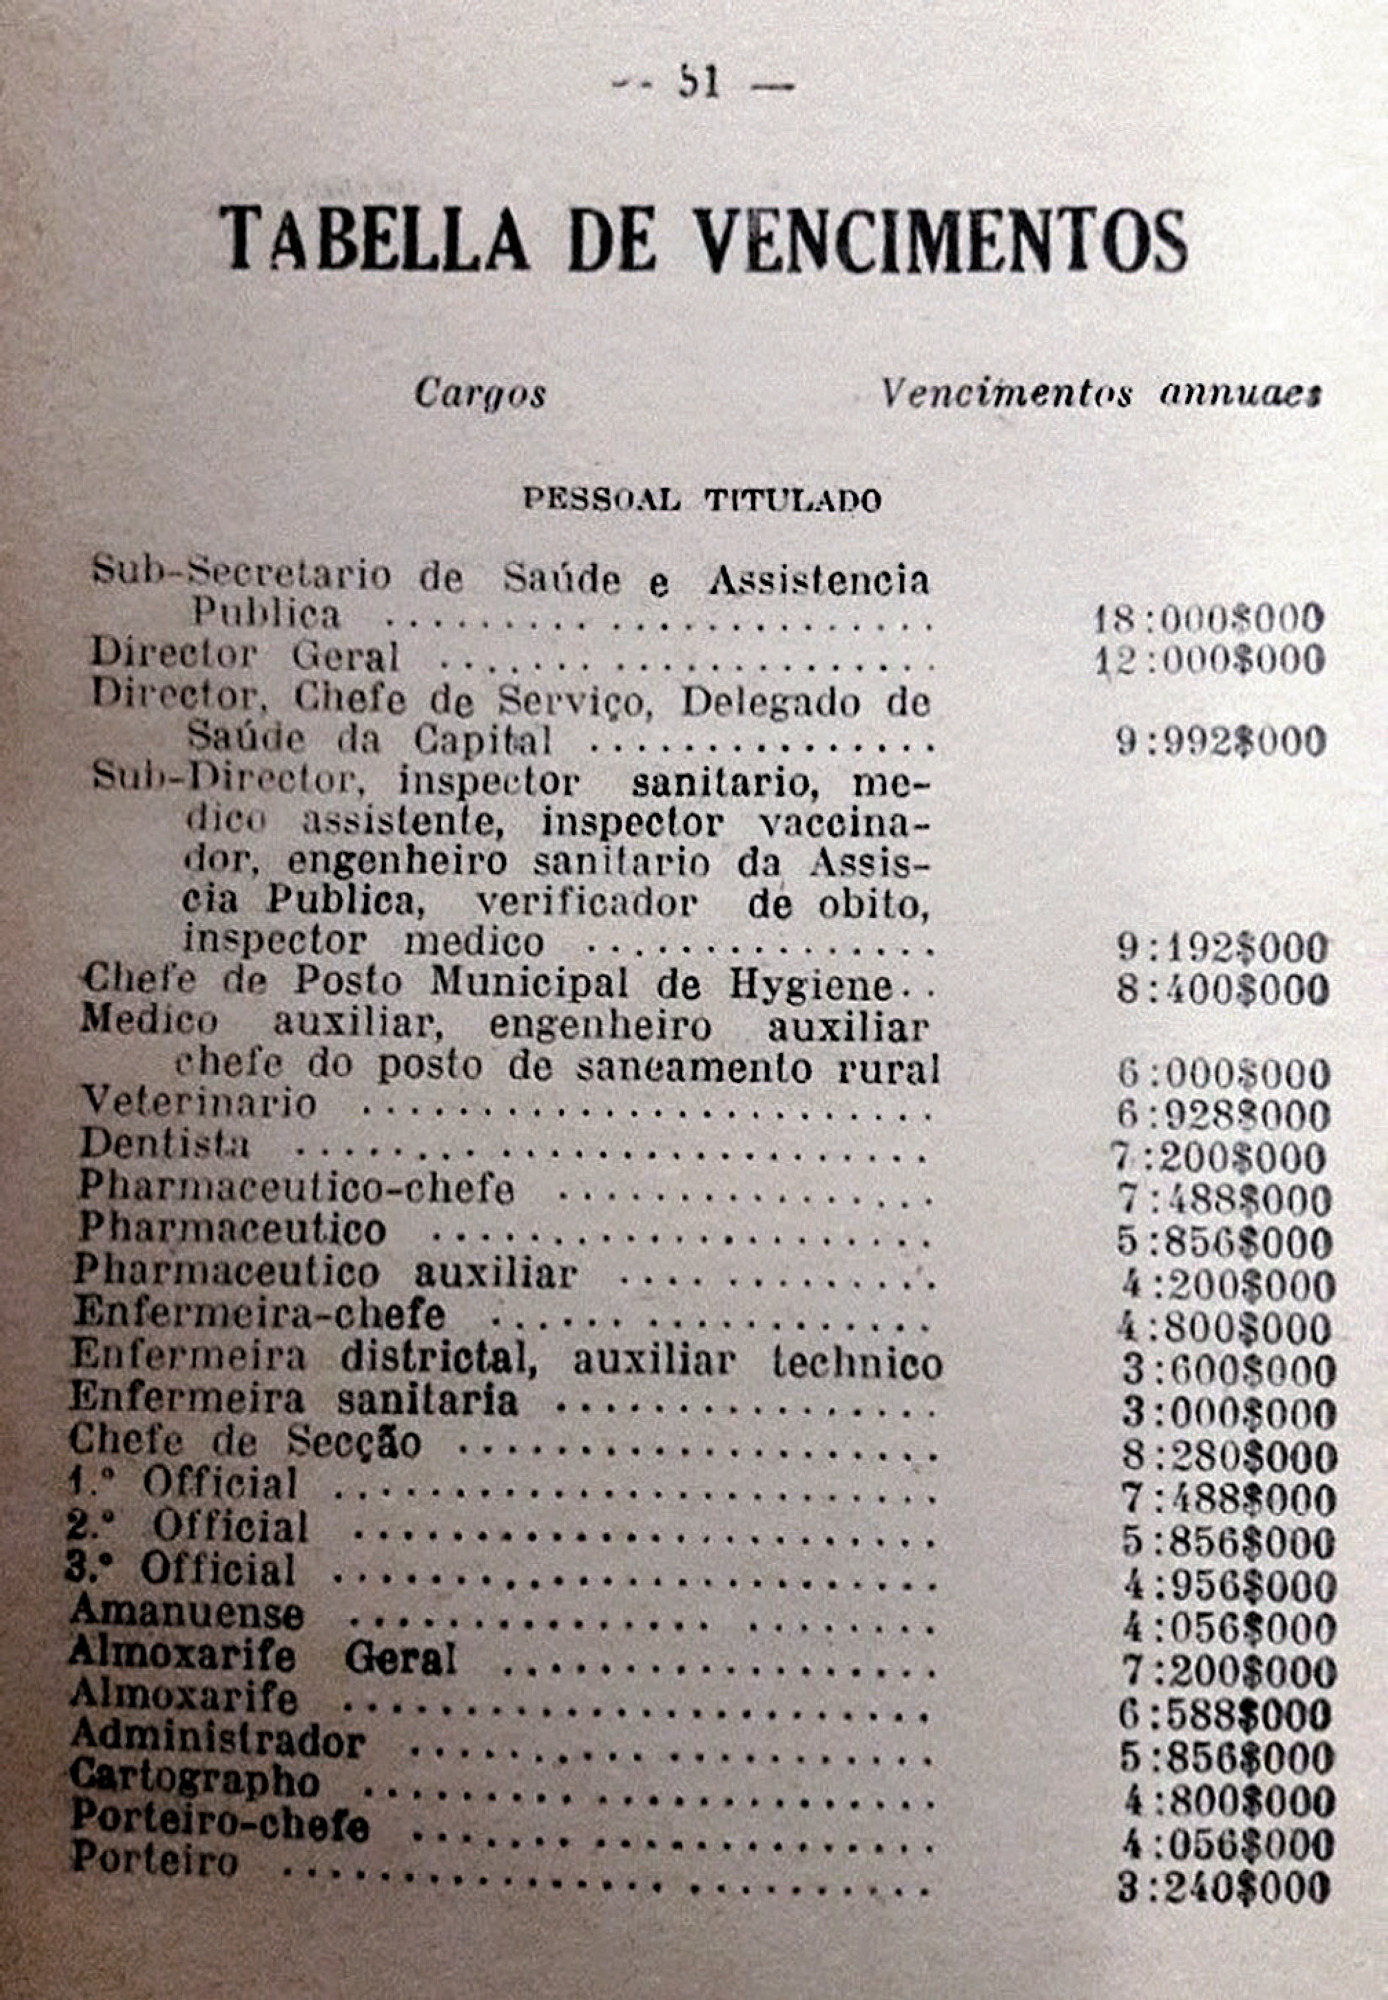 -- 51 —
TABELLA DE VENCIMENTOS
Cargos Vencimentos annuaes
PESSOAL TITULADO
Sub-Secretario de Saúde e Assistencia
Publica ........................... 18:000$000
Director Geral ........................ 12:000$000
Director, Chefe de Serviço, Delegado de
Saúde da Capital ............... 9:992$000
Sub-Director, inspector sanitario, me-
dico assistente, inspector vaccina-
dor, engenheiro sanitario da Assis-
cia Publica, verificador de obito,
inspector medico ............... 9:192$000
Chefe de Posto Municipal de Hygiene.. 8:400$000
Medico auxiliar, engenheiro auxiliar
chefe do posto de saneamento rural 6:000$000
Veterinario ............................ 6:928$000
Dentista ............................... 7:200$000
Pharmaceutico-chefe ................... 7:488$000
Pharmaceutico ......................... 5:856$000
Pharmaceutico auxiliar ................ 4:200$000
Enfermeira-chefe ...................... 4:800$000
Enfermeira districtal, auxiliar technico 3:600$000
Enfermeira sanitaria ................... 3:000$000
Chefe de Secção ........................ 8:280$000
1.º Official .............................. 7:488$000
2.º Official ............................. 5:856$000
3.º Official .............................. 4:956$000
Amanuense ............................. 4:056$000
Almoxarife Geral ...................... 7:200$000
Almoxarife ............................. 6:588$000
Administrador .......................... 5:856$000
Cartographo ............................ 4:800$000
Porteiro-chefe .......................... 4:056$000
Porteiro ................................ 3:240$000